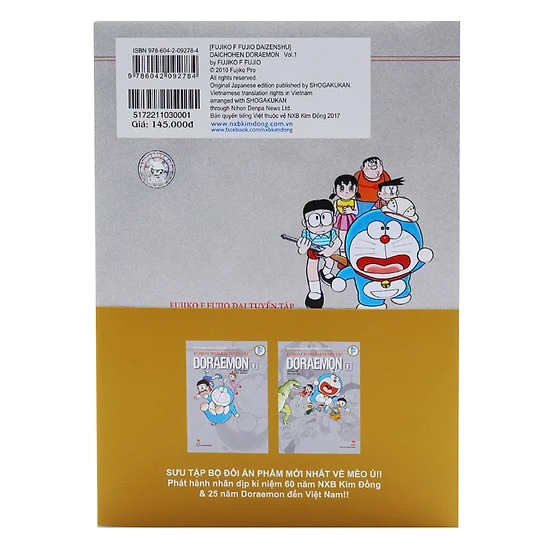 ISBN 978-604-2-09278-4
9 786042 092784
5172211030001
Giá: 145.000đ
[FUJIKO F FUJIO DAIZENSHU]
DAICHOHEN DORAEMON Vol.1
by FUJIKO F FUJIO
© 2010 Fujiko Pro
All rights reserved.
Original Japanese edition published by SHOGAKUKAN.
Vietnamese translation rights in Vietnam
arranged with SHOGAKUKAN
through Nihon Denpa News Ltd.
Bản quyền tiếng Việt thuộc về NXB Kim Đồng 2017
www.nxbkimdong.com.vn
www.facebook.com/nxbkimdong
FUJIKO F FUJIO ĐẠI TUYỂN TẬP
DORAEMON 1
DORAEMON 1
SƯU TẬP BỘ ĐÔI ẤN PHẨM MỚI NHẤT VỀ MÈO Ú!!
Phát hành nhân dịp kỉ niệm 60 năm NXB Kim Đồng
& 25 năm Doraemon đến Việt Nam!!